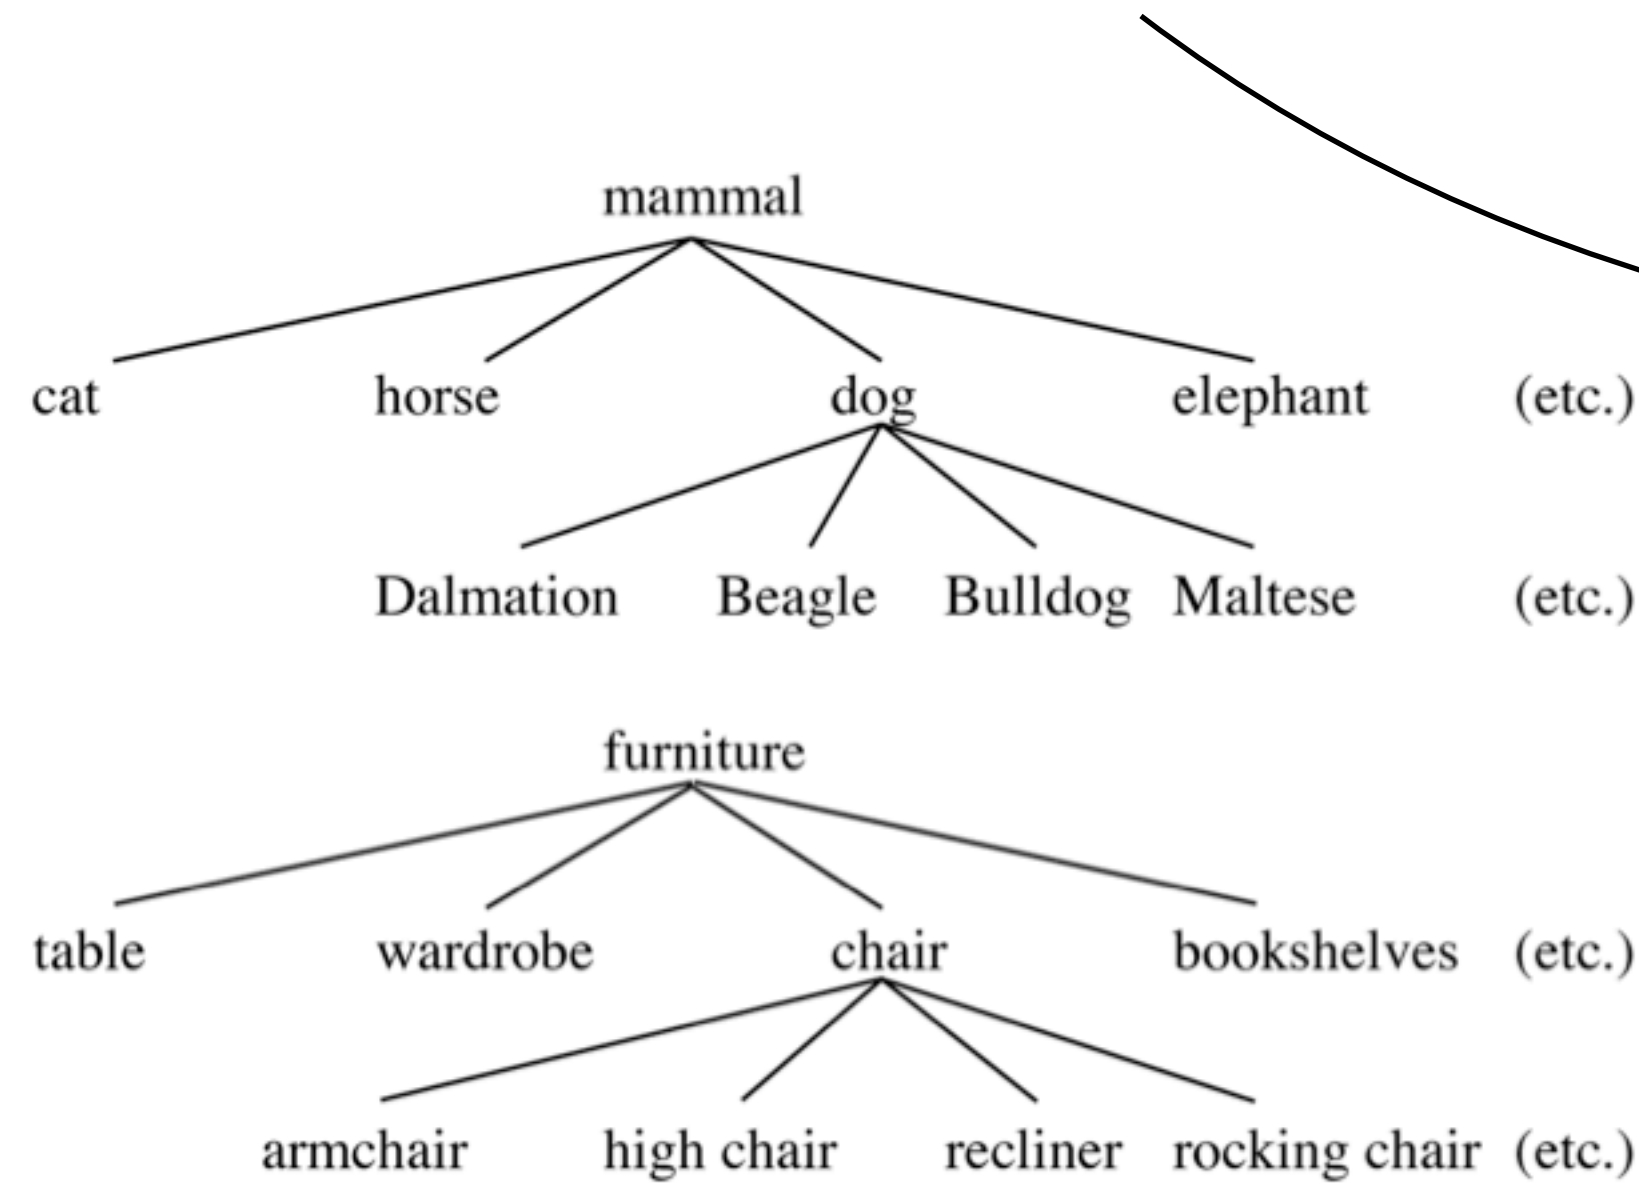 mammal
cat horse dog elephant (etc.)
Dalmation Beagle Bulldog Maltese (etc.)
furniture
table wardrobe chair bookshelves (etc.)
armchair high chair recliner rocking chair (etc.)